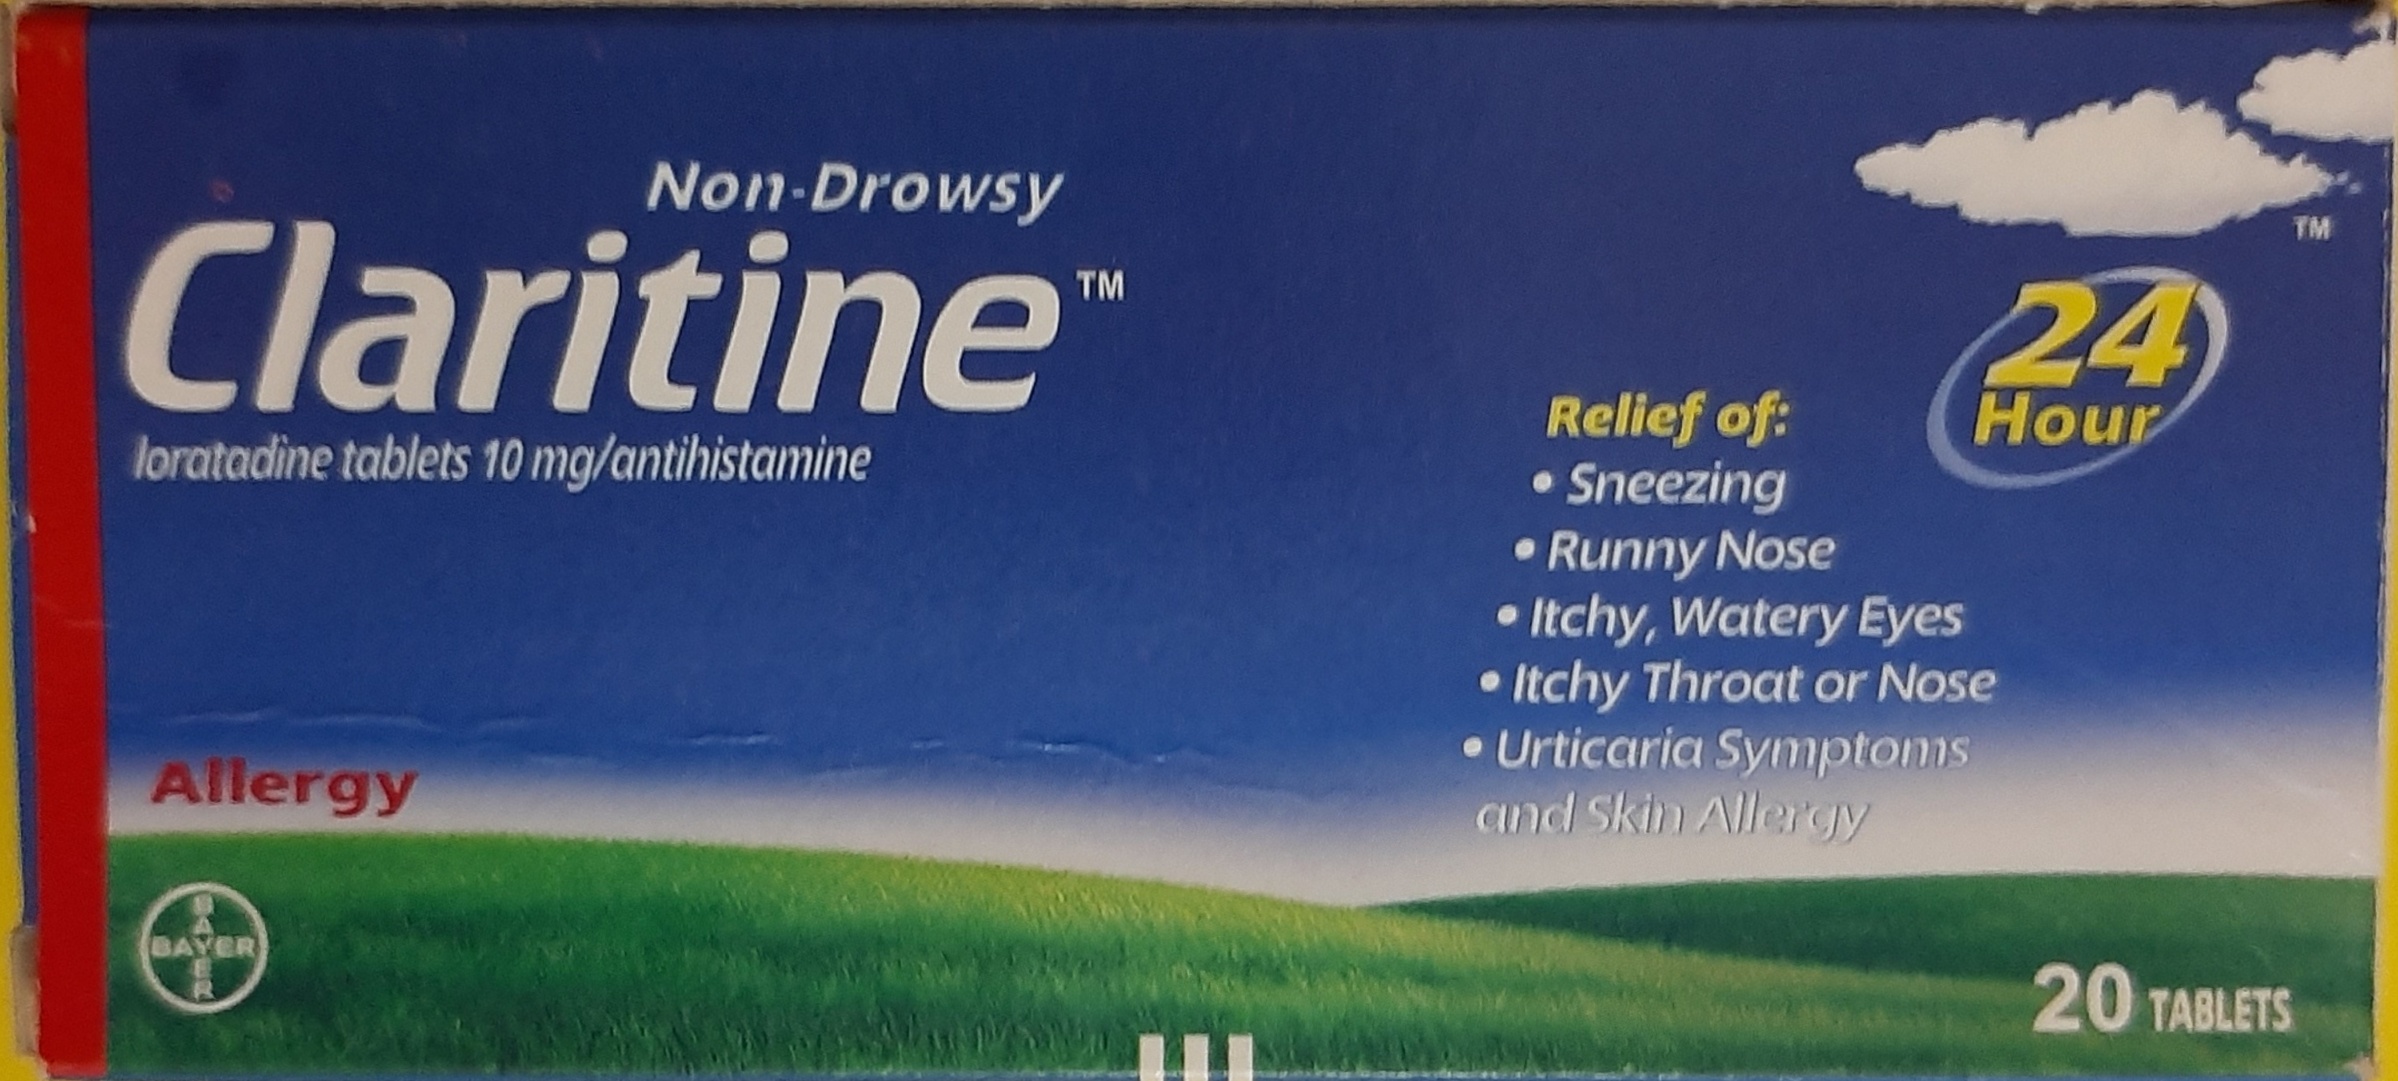 Non-Drowsy
Claritine™
loratadine tablets 10 mg/antihistamine
TM
24
Hour
Relief of:
• Sneezing
• Runny Nose
• Itchy, Watery Eyes
• Itchy Throat or Nose
• Urticaria Symptoms
and Skin Allergy
Allergy
BAYER
BAYER
20 TABLETS